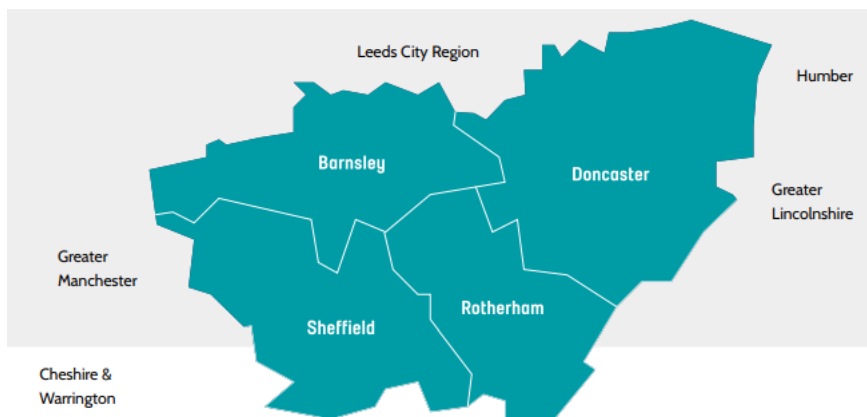 Leeds City Region
Humber
Barnsley
Doncaster
Greater
Lincolnshire
Greater
Manchester
Rotherham
Sheffield
Cheshire &
Warrington